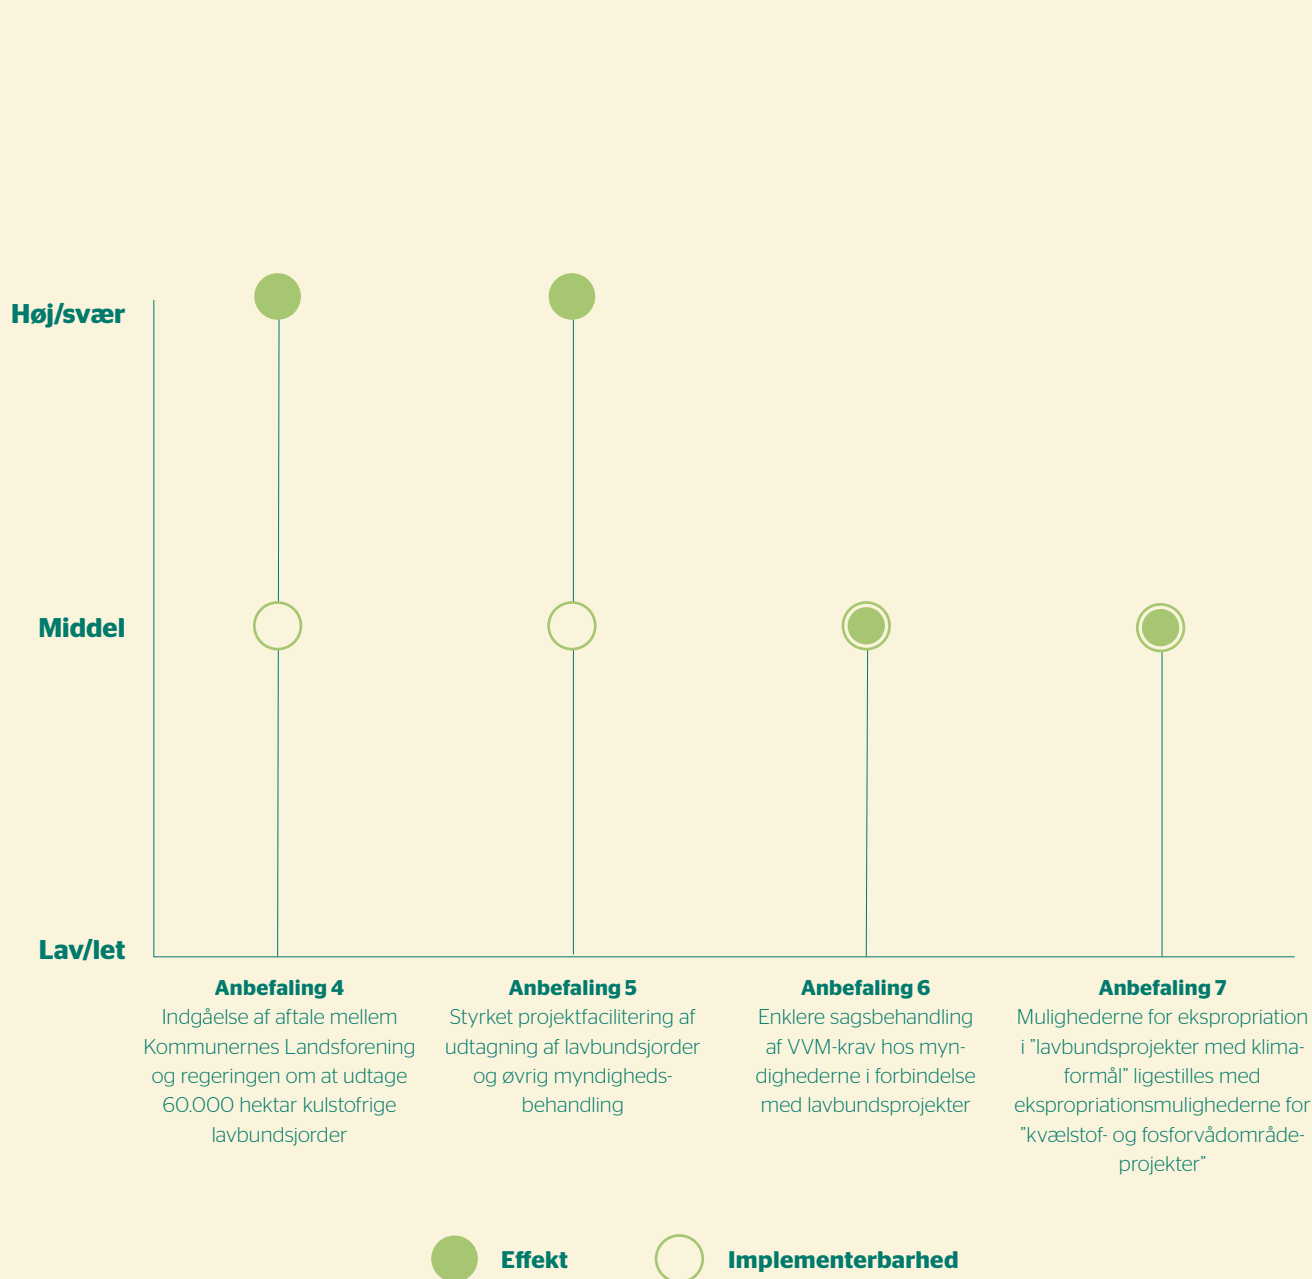 Høj/svær
Middel
Lav/let
Anbefaling 4
Indgåelse af aftale mellem
Kommunernes Landsforening
og regeringen om at udtage
60.000 hektar kulstofrige
lavbundsjorder
Anbefaling 5
Styrket projektfacilitering af
udtagning af lavbundsjorder
og øvrig myndigheds-
behandling
Anbefaling 6
Enklere sagsbehandling
af VVM-krav hos myn-
dighederne i forbindelse
med lavbundsprojekter
Anbefaling 7
Mulighederne for ekspropriation
i ”lavbundsprojekter med klima-
formål” ligestilles med
ekspropriationsmulighederne for
”kvælstof- og fosforvådområde-
projekter”
Effekt
Implementerbarhed